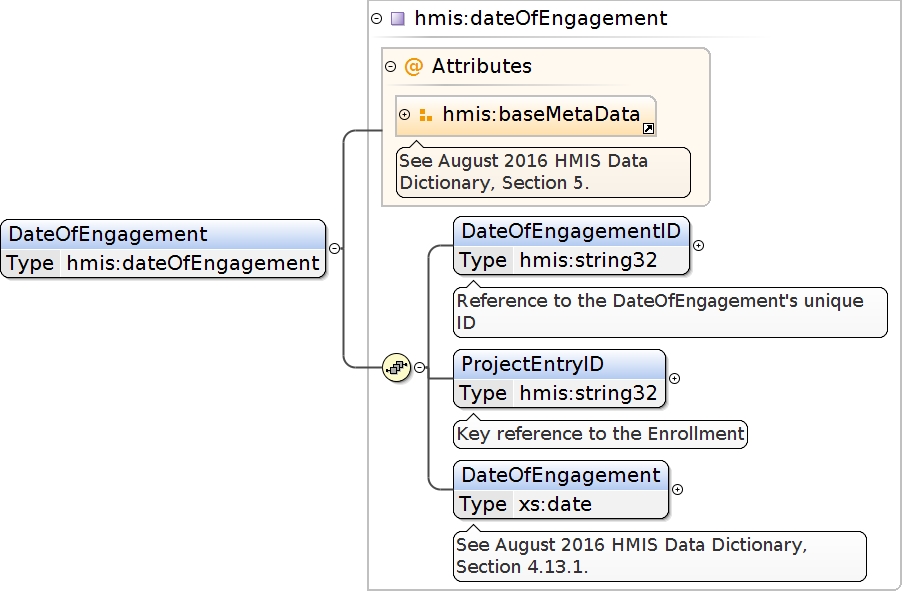 hmis:dateOfEngagement
@ Attributes
hmis:baseMetaData
See August 2016 HMIS Data
Dictionary, Section 5.
DateOfEngagement
Type hmis:dateOfEngagement
DateOfEngagementID
Type hmis:string32
Reference to the DateOfEngagement's unique
ID
ProjectEntryID
Type hmis:string32
Key reference to the Enrollment
DateOfEngagement
Type xs:date
See August 2016 HMIS Data Dictionary,
Section 4.13.1.